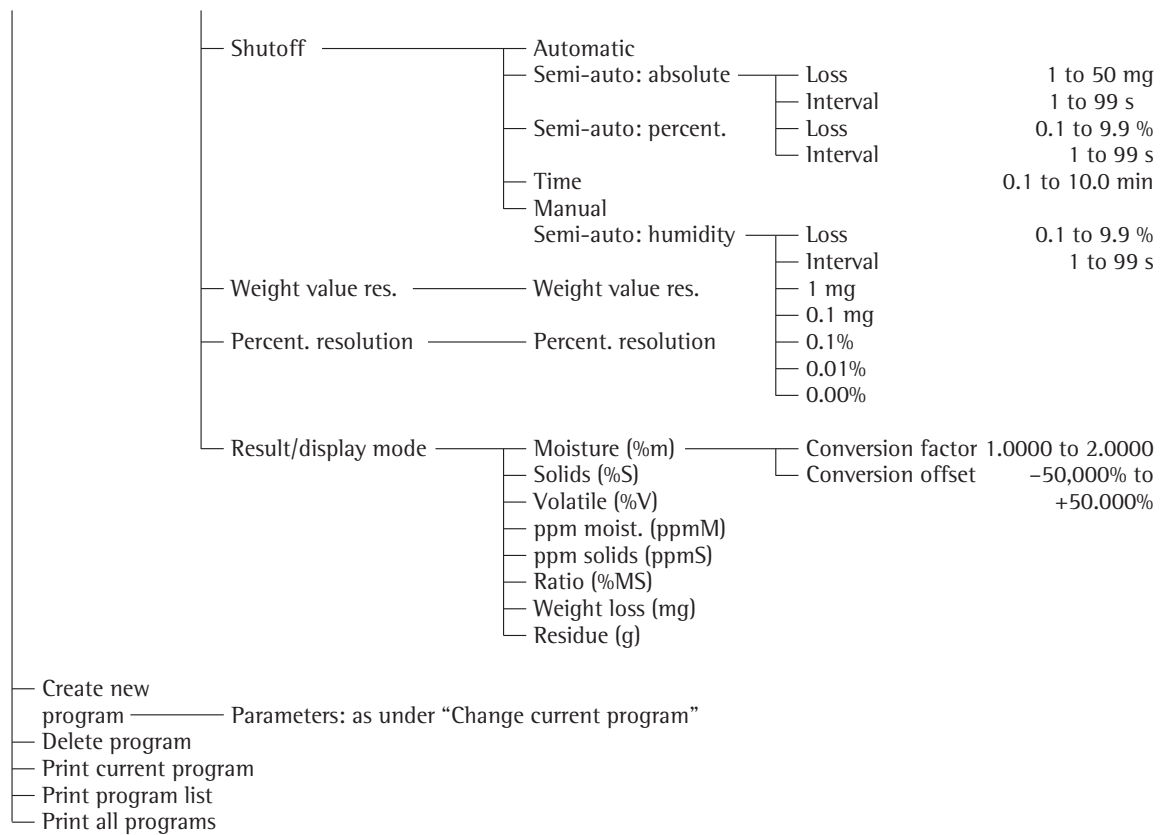 Shutoff Automatic
Semi-auto: absolute Loss 1 to 50 mg
Interval 1 to 99 s
Semi-auto: percent. Loss 0.1 to 9.9 %
Interval 1 to 99 s
Time 0.1 to 10.0 min
Manual
Semi-auto: humidity Loss 0.1 to 9.9 %
Interval 1 to 99 s
Weight value res. Weight value res. 1 mg
0.1 mg
Percent. resolution Percent. resolution 0.1%
0.01%
0.00%
Result/display mode Moisture (%m) Conversion factor 1.0000 to 2.0000
Solids (%S) Conversion offset –50,000% to
Volatile (%V) +50.000%
ppm moist. (ppmM)
ppm solids (ppmS)
Ratio (%MS)
Weight loss (mg)
Residue (g)
Create new
program Parameters: as under “Change current program”
Delete program
Print current program
Print program list
Print all programs